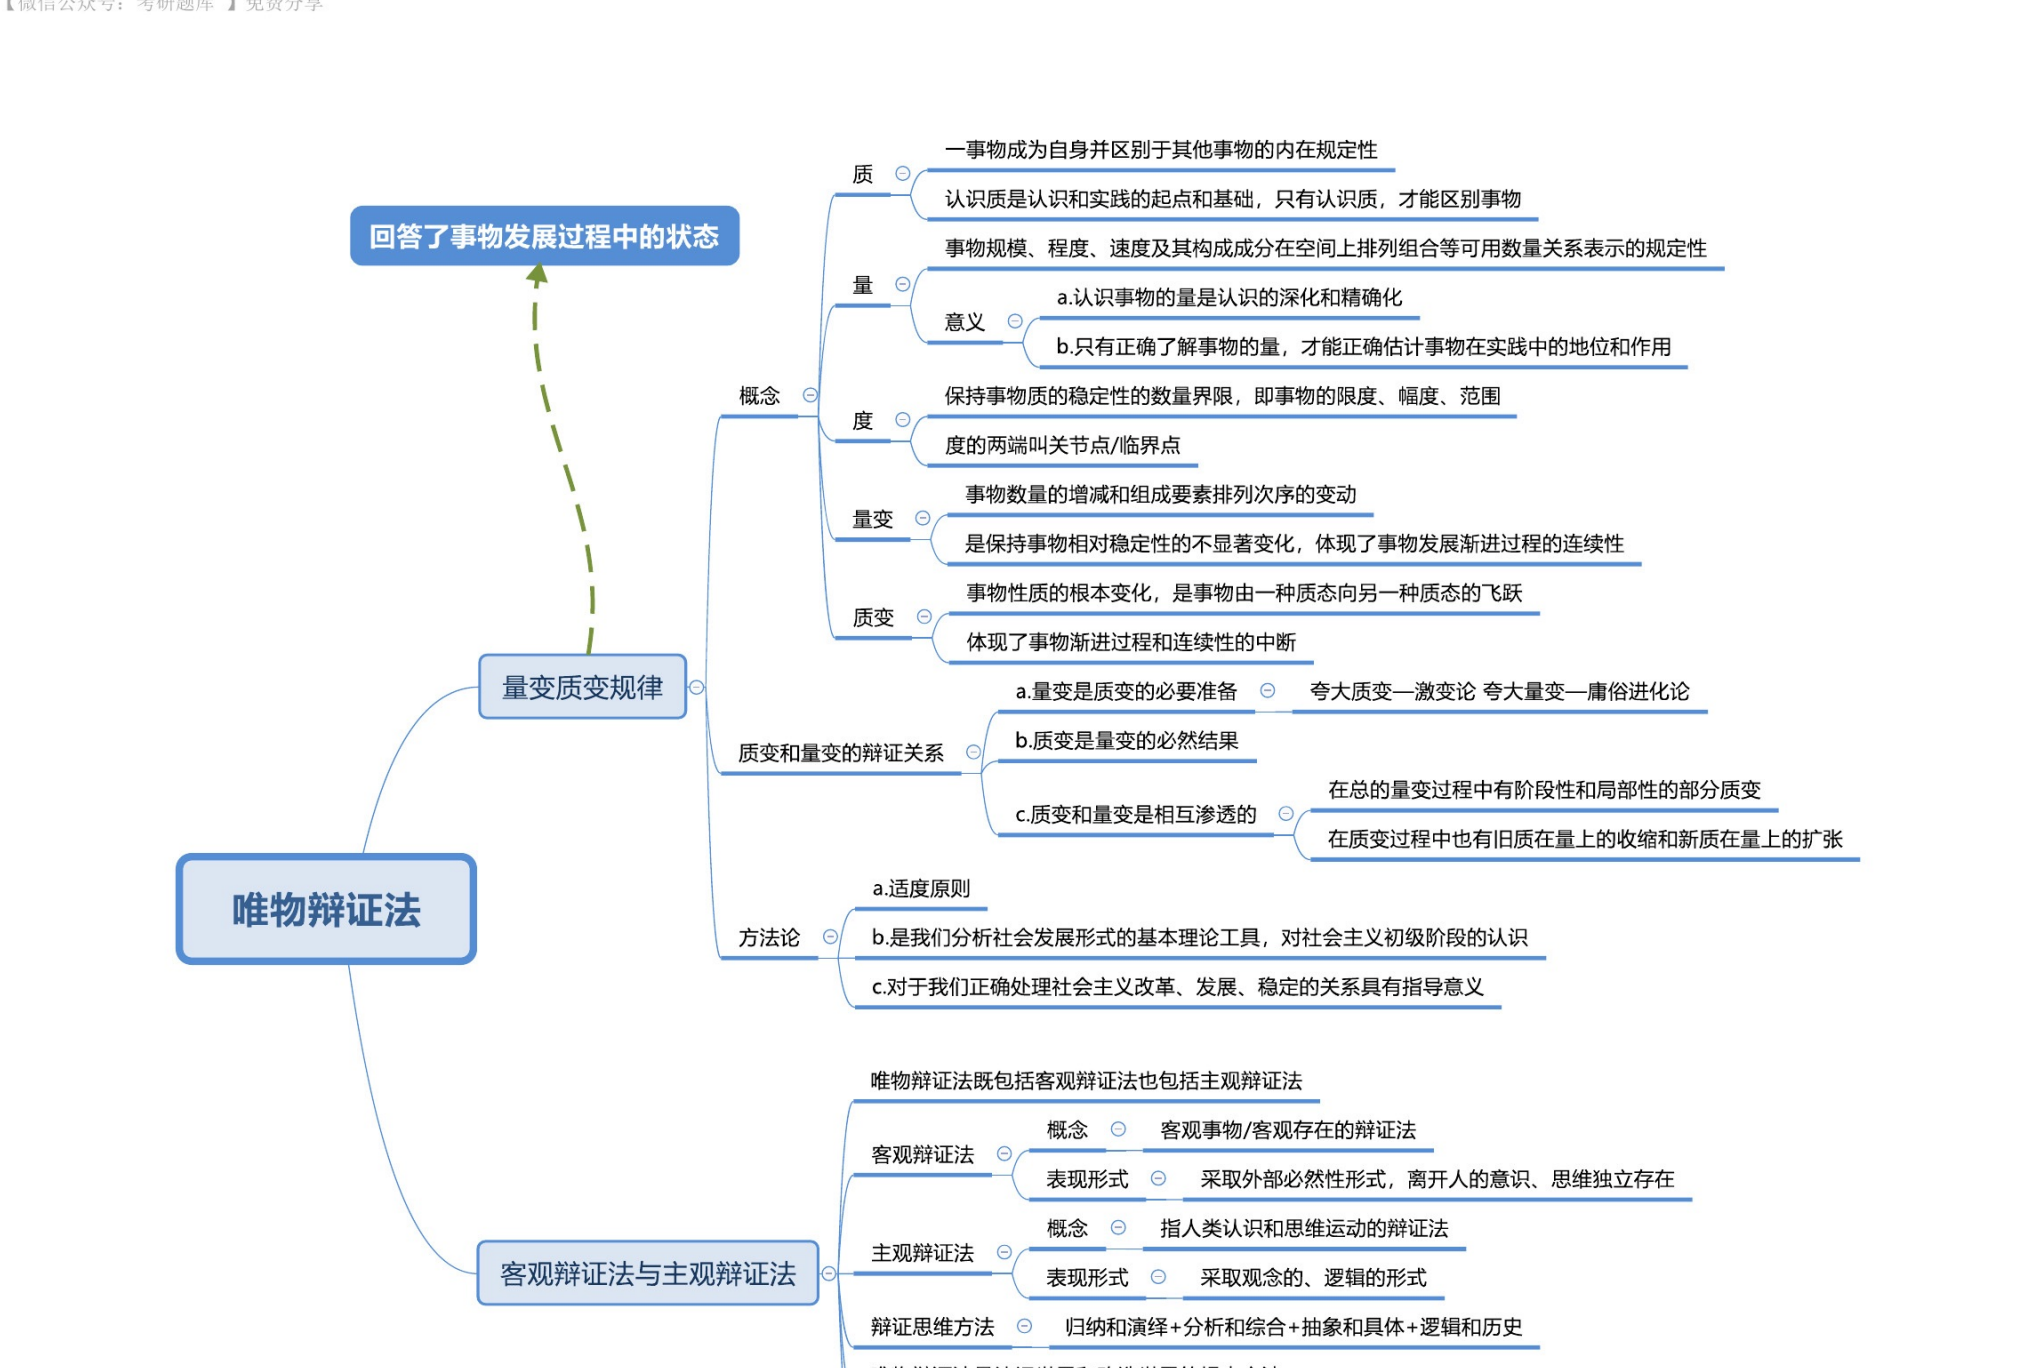 【微信公众号：考研题库 】免费分享
一事物成为自身并区别于其他事物的内在规定性
质
认识质是认识和实践的起点和基础，只有认识质，才能区别事物
回答了事物发展过程中的状态
事物规模、程度、速度及其构成成分在空间上排列组合等可用数量关系表示的规定性
量
a.认识事物的量是认识的深化和精确化
意义
b.只有正确了解事物的量，才能正确估计事物在实践中的地位和作用
概念
保持事物质的稳定性的数量界限，即事物的限度、幅度、范围
度
度的两端叫关节点/临界点
事物数量的增减和组成要素排列次序的变动
量变
是保持事物相对稳定性的不显著变化，体现了事物发展渐进过程的连续性
事物性质的根本变化，是事物由一种质态向另一种质态的飞跃
质变
体现了事物渐进过程和连续性的中断
量变质变规律
a.量变是质变的必要准备
夸大质变—激变论 夸大量变—庸俗进化论
质变和量变的辩证关系
b.质变是量变的必然结果
c.质变和量变是相互渗透的
在总的量变过程中有阶段性和局部性的部分质变
在质变过程中也有旧质在量上的收缩和新质在量上的扩张
唯物辩证法
a.适度原则
方法论
b.是我们分析社会发展形式的基本理论工具，对社会主义初级阶段的认识
c.对于我们正确处理社会主义改革、发展、稳定的关系具有指导意义
唯物辩证法既包括客观辩证法也包括主观辩证法
客观辩证法
概念
客观事物/客观存在的辩证法
表现形式
采取外部必然性形式，离开人的意识、思维独立存在
客观辩证法与主观辩证法
主观辩证法
概念
指人类认识和思维运动的辩证法
表现形式
采取观念的、逻辑的形式
辩证思维方法
归纳和演绎+分析和综合+抽象和具体+逻辑和历史